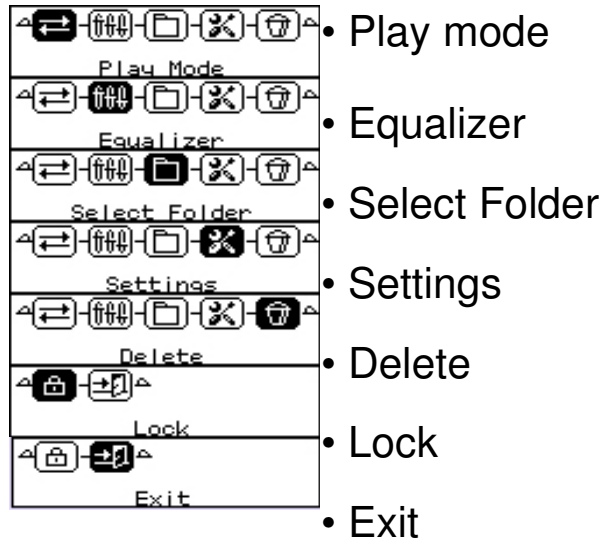 • Play mode
Play Mode
• Equalizer
Equalizer
• Select Folder
Select Folder
• Settings
Settings
• Delete
Delete
• Lock
Lock
• Exit
Exit